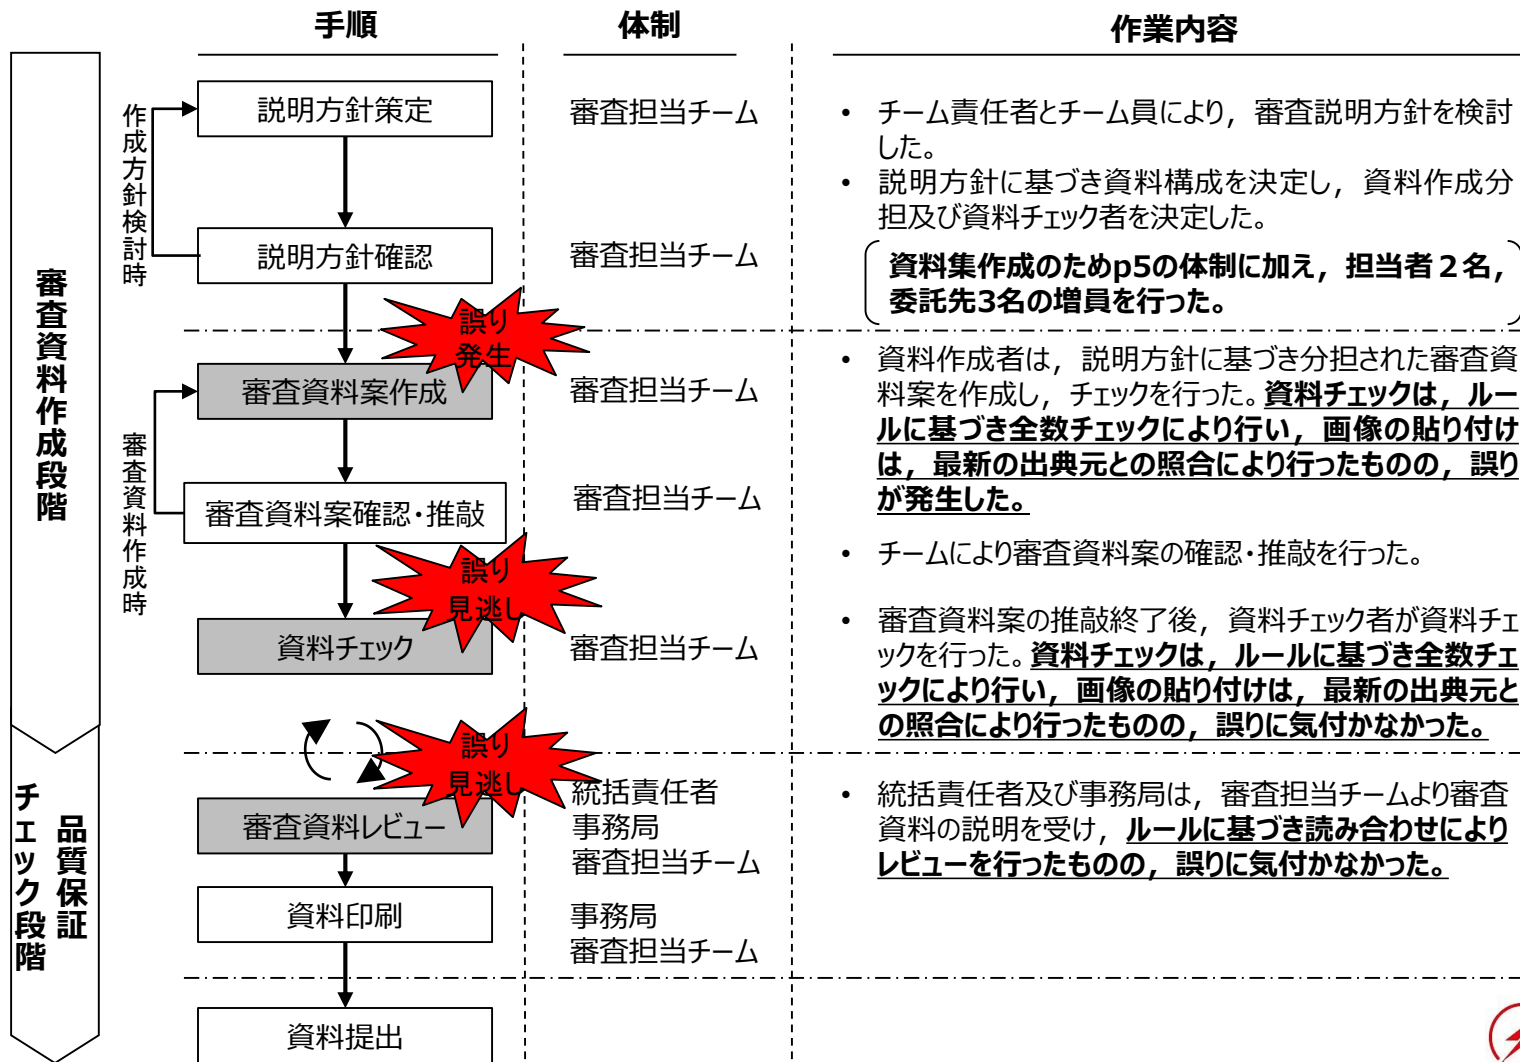 手順
体制
作業内容
審査資料作成段階
作成方針検討時
説明方針策定
審査担当チーム
• チーム責任者とチーム員により，審査説明方針を検討
した。
• 説明方針に基づき資料構成を決定し，資料作成分
担及び資料チェック者を決定した。
説明方針確認
審査担当チーム
資料集作成のためp5の体制に加え，担当者２名，
委託先3名の増員を行った。
誤り
発生
審査資料作成時
審査資料案作成
審査担当チーム
• 資料作成者は，説明方針に基づき分担された審査資
料案を作成し，チェックを行った。資料チェックは，ルー
ルに基づき全数チェックにより行い，画像の貼り付け
は，最新の出典元との照合により行ったものの，誤り
が発生した。
審査資料案確認・推敲
審査担当チーム
• チームにより審査資料案の確認・推敲を行った。
誤り
見逃し
資料チェック
審査担当チーム
• 審査資料案の推敲終了後，資料チェック者が資料チェ
ックを行った。資料チェックは，ルールに基づき全数チェ
ックにより行い，画像の貼り付けは，最新の出典元と
の照合により行ったものの，誤りに気付かなかった。
誤り
見逃し
品質保証
チェック段階
審査資料レビュー
統括責任者
事務局
審査担当チーム
• 統括責任者及び事務局は，審査担当チームより審査
資料の説明を受け，ルールに基づき読み合わせにより
レビューを行ったものの，誤りに気付かなかった。
資料印刷
事務局
審査担当チーム
資料提出